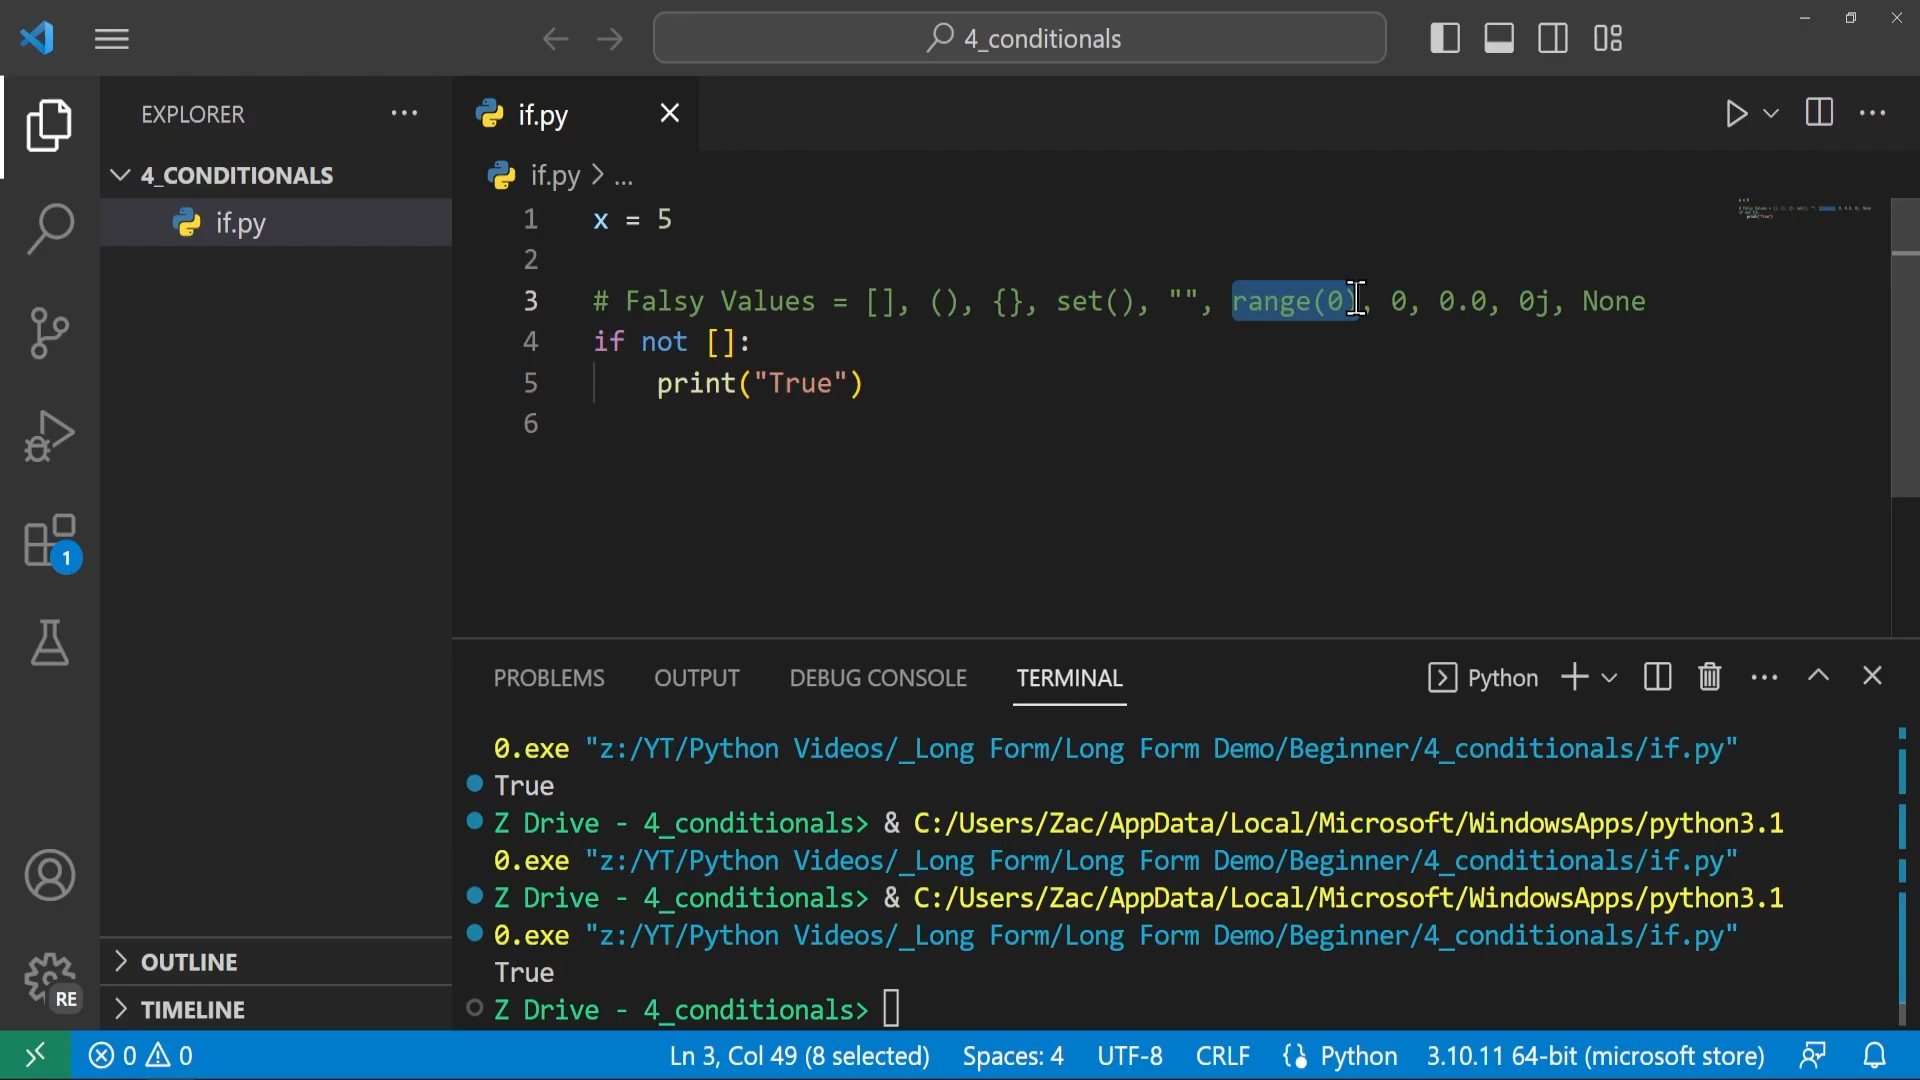 4_conditionals
EXPLORER
if.py
4_CONDITIONALS
if.py
if.py > ...
1 x = 5
2
3 # Falsy Values = [], (), {}, set(), "", range(0), 0, 0.0, 0j, None
4 if not []:
5 print("True")
6
1
PROBLEMS OUTPUT DEBUG CONSOLE TERMINAL Python
0.exe "z:/YT/Python Videos/_Long Form/Long Form Demo/Beginner/4_conditionals/if.py"
True
Z Drive - 4_conditionals> & C:/Users/Zac/AppData/Local/Microsoft/WindowsApps/python3.1
0.exe "z:/YT/Python Videos/_Long Form/Long Form Demo/Beginner/4_conditionals/if.py"
Z Drive - 4_conditionals> & C:/Users/Zac/AppData/Local/Microsoft/WindowsApps/python3.1
0.exe "z:/YT/Python Videos/_Long Form/Long Form Demo/Beginner/4_conditionals/if.py"
True
Z Drive - 4_conditionals>
OUTLINE
TIMELINE
RE
0 0 Ln 3, Col 49 (8 selected) Spaces: 4 UTF-8 CRLF Python 3.10.11 64-bit (microsoft store)